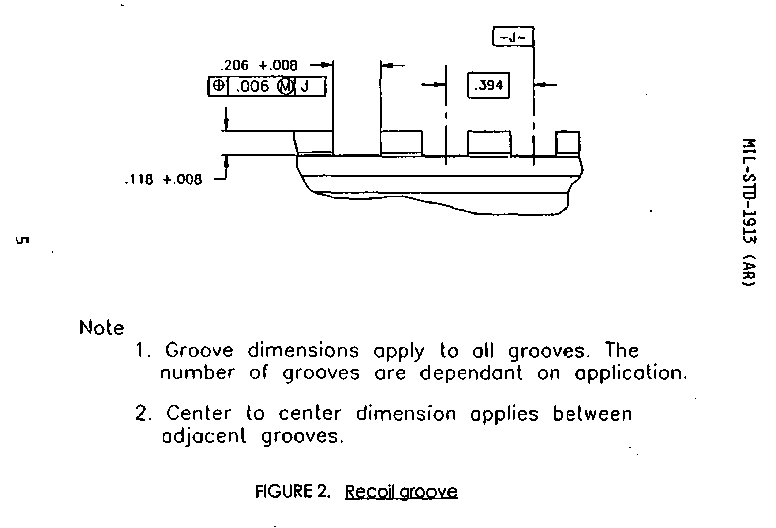 -J-
.206 +.008
⌖ .006 Ⓜ J
.394
.118 +.008
MIL-STD-1913 (AR)
5
Note
1. Groove dimensions apply to all grooves. The
number of grooves are dependant on application.
2. Center to center dimension applies between
adjacent grooves.
FIGURE 2. Recoil groove